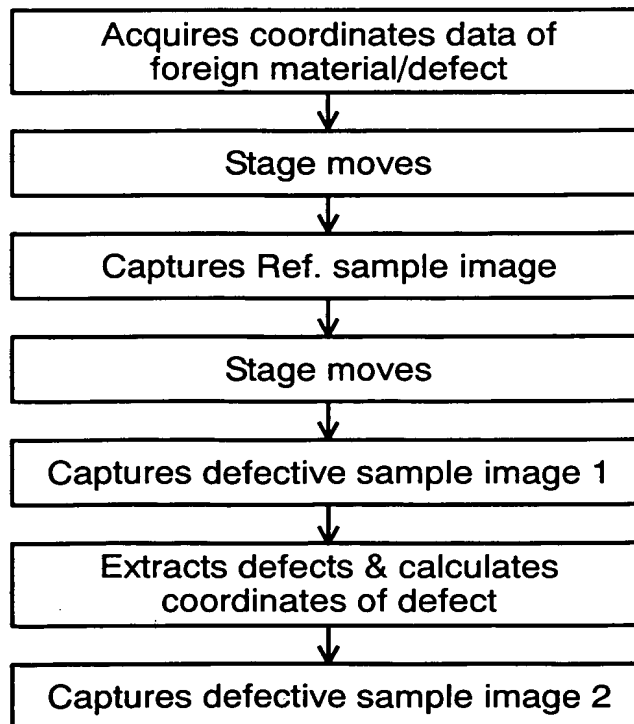 Acquires coordinates data of
foreign material/defect
Stage moves
Captures Ref. sample image
Stage moves
Captures defective sample image 1
Extracts defects & calculates
coordinates of defect
Captures defective sample image 2